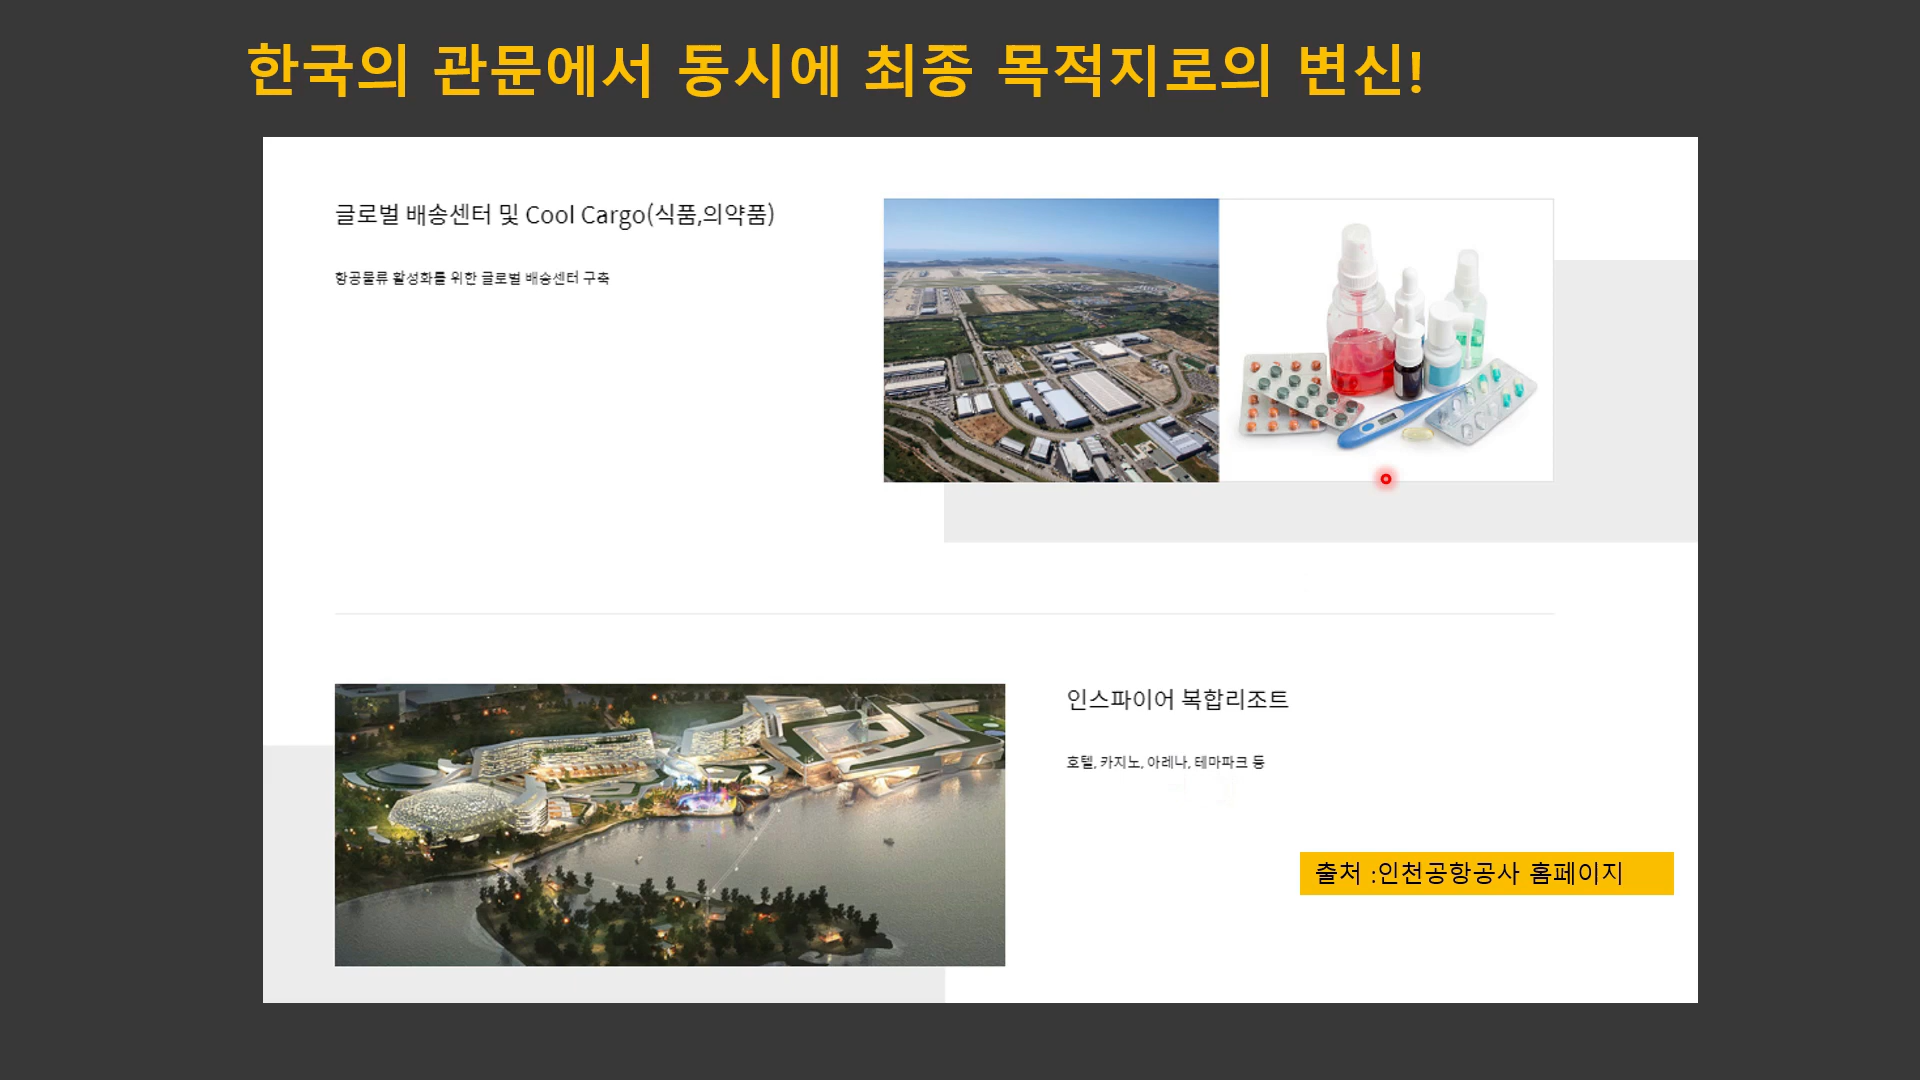 한국의 관문에서 동시에 최종 목적지로의 변신!
글로벌 배송센터 및 Cool Cargo(식품,의약품)
항공물류 활성화를 위한 글로벌 배송센터 구축
인스파이어 복합리조트
호텔, 카지노, 아레나, 테마파크 등
출처 :인천공항공사 홈페이지